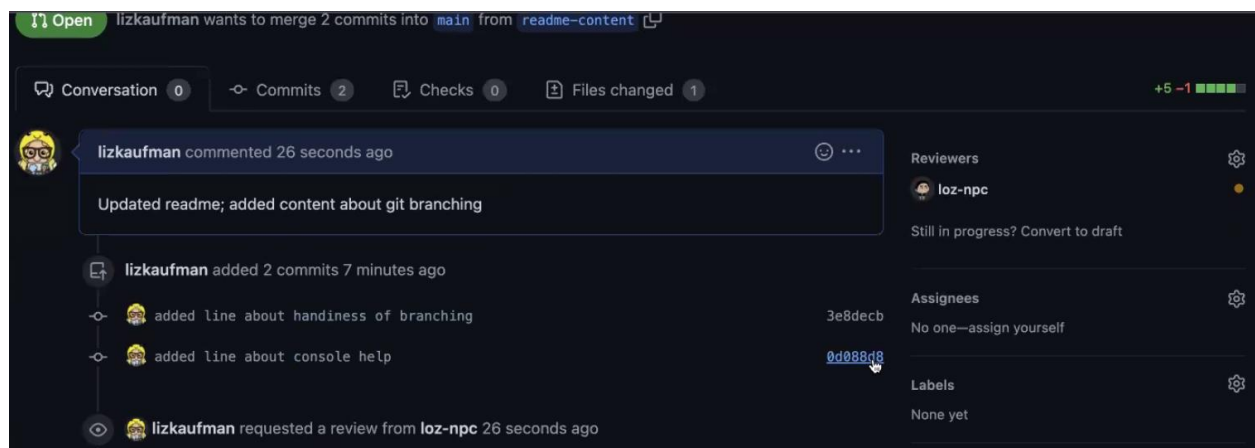 Open lizkaufman wants to merge 2 commits into main from readme-content
Conversation 0 Commits 2 Checks 0 Files changed 1 +5 −1
lizkaufman commented 26 seconds ago
Updated readme; added content about git branching
lizkaufman added 2 commits 7 minutes ago
added line about handiness of branching 3e8decb
added line about console help 0d088d8
lizkaufman requested a review from loz-npc 26 seconds ago
Reviewers
loz-npc
Still in progress? Convert to draft
Assignees
No one—assign yourself
Labels
None yet